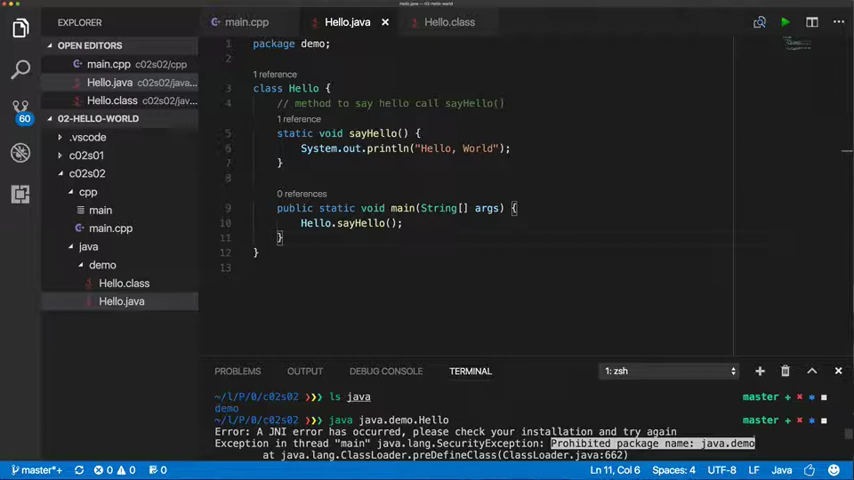 Hello.java — 02-Hello-world
EXPLORER
main.cpp
Hello.java
Hello.class
OPEN EDITORS
main.cpp c02s02/cpp
Hello.java c02s02/java...
Hello.class c02s02/java...
60
02-HELLO-WORLD
.vscode
c02s01
c02s02
cpp
main
main.cpp
java
demo
Hello.class
Hello.java
1 package demo;
2
1 reference
3 class Hello {
4 // method to say hello call sayHello()
1 reference
5 static void sayHello() {
6 System.out.println("Hello, World");
7 }
8
0 references
9 public static void main(String[] args) {
10 Hello.sayHello();
11 }
12 }
13
PROBLEMS OUTPUT DEBUG CONSOLE TERMINAL 1: zsh
~/l/P/0/c02s02 ❯❯❯ ls java master + ✖ ✱ ◼
demo
~/l/P/0/c02s02 ❯❯❯ java java.demo.Hello master + ✖ ✱ ◼
Error: A JNI error has occurred, please check your installation and try again
Exception in thread "main" java.lang.SecurityException: Prohibited package name: java.demo
at java.lang.ClassLoader.preDefineClass(ClassLoader.java:662)
master*+ 0 0 0 Ln 11, Col 6 Spaces: 4 UTF-8 LF Java